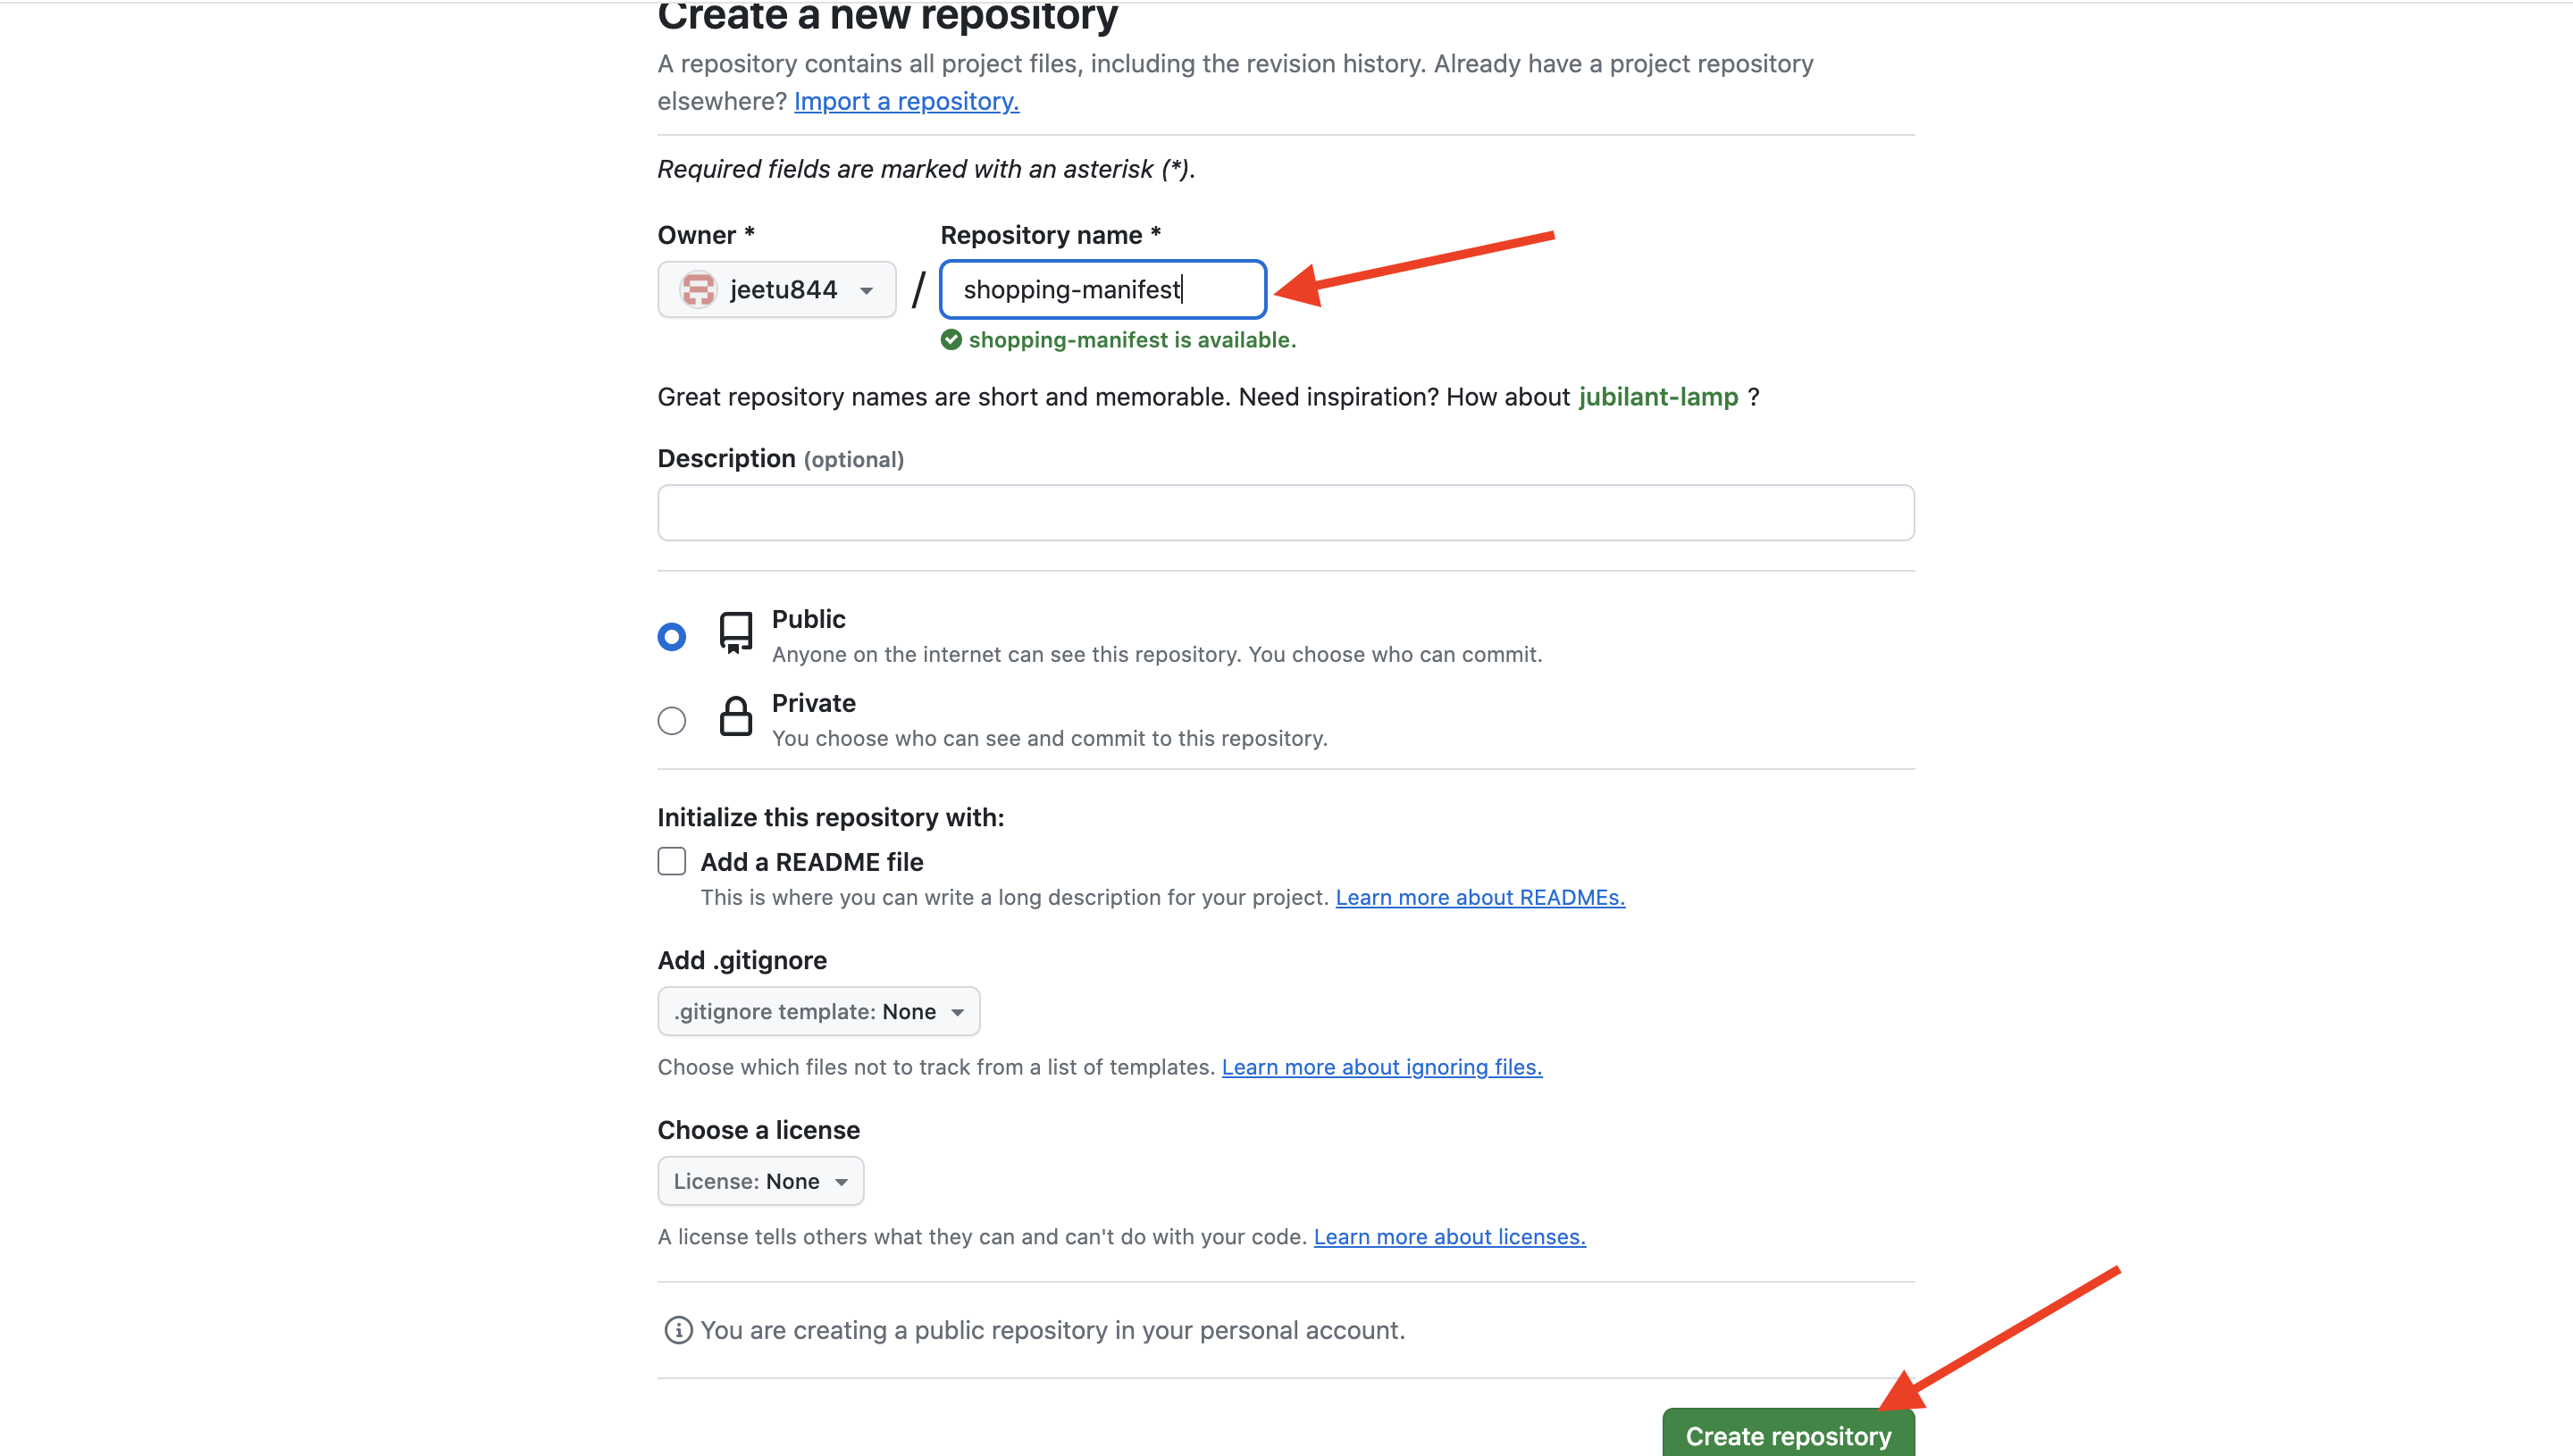 Create a new repository
A repository contains all project files, including the revision history. Already have a project repository
elsewhere? Import a repository.
Required fields are marked with an asterisk (*).
Owner *
Repository name *
jeetu844
/
shopping-manifest
shopping-manifest is available.
Great repository names are short and memorable. Need inspiration? How about jubilant-lamp ?
Description (optional)
Public
Anyone on the internet can see this repository. You choose who can commit.
Private
You choose who can see and commit to this repository.
Initialize this repository with:
Add a README file
This is where you can write a long description for your project. Learn more about READMEs.
Add .gitignore
.gitignore template: None
Choose which files not to track from a list of templates. Learn more about ignoring files.
Choose a license
License: None
A license tells others what they can and can't do with your code. Learn more about licenses.
You are creating a public repository in your personal account.
Create repository